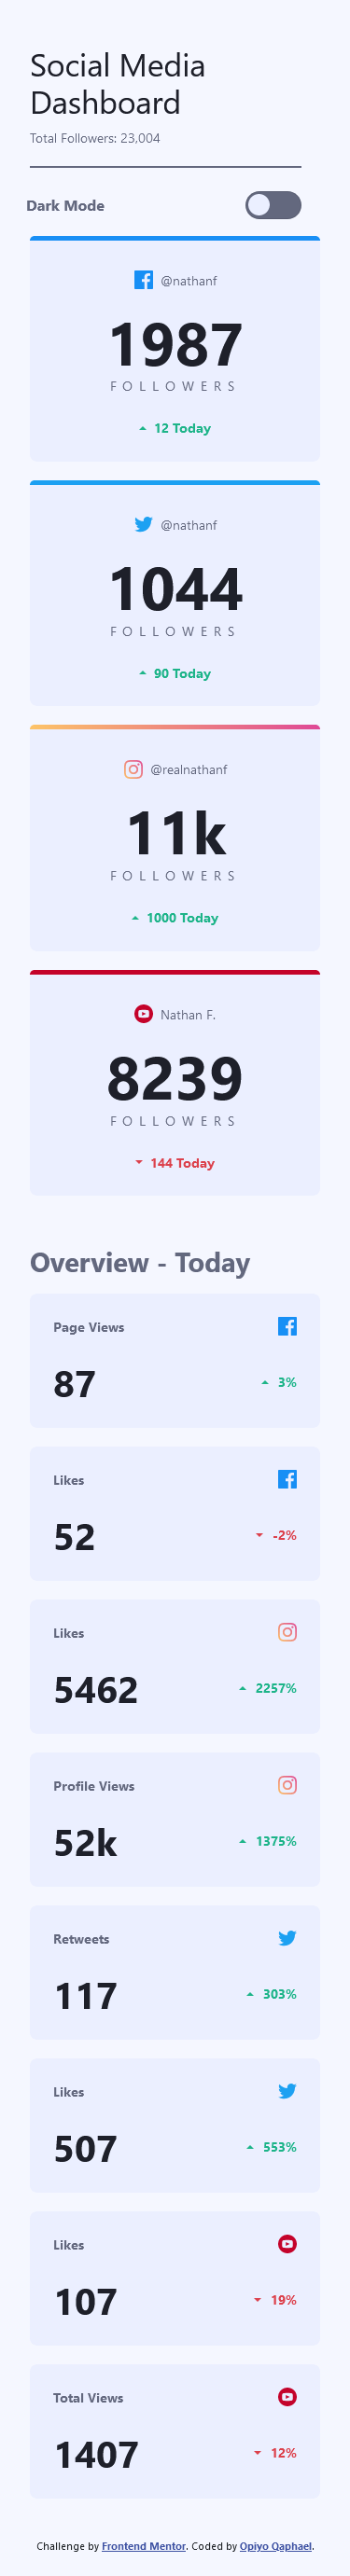 Social Media
Dashboard
Total Followers: 23,004
Dark Mode
@nathanf
1987
FOLLOWERS
12 Today
@nathanf
1044
FOLLOWERS
90 Today
@realnathanf
11k
FOLLOWERS
1000 Today
Nathan F.
8239
FOLLOWERS
144 Today
Overview - Today
Page Views
87
3%
Likes
52
-2%
Likes
5462
2257%
Profile Views
52k
1375%
Retweets
117
303%
Likes
507
553%
Likes
107
19%
Total Views
1407
12%
Challenge by Frontend Mentor. Coded by Opiyo Qaphael.